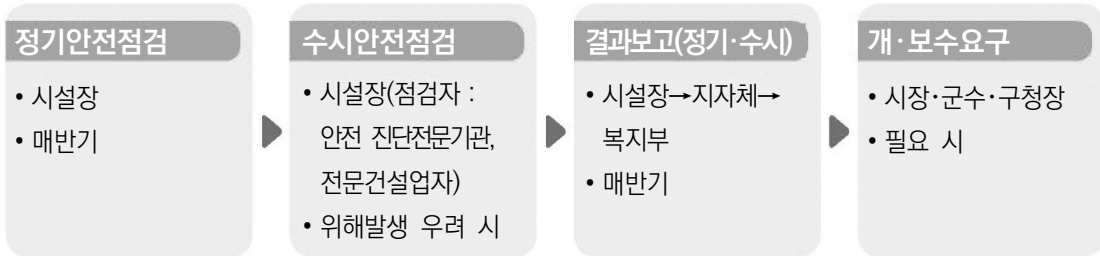 정기안전점검
• 시설장
• 매반기
수시안전점검
• 시설장(점검자 :
안전 진단전문기관,
전문건설업자)
• 위해발생 우려 시
결과보고(정기·수시)
• 시설장→지자체→
복지부
• 매반기
개·보수요구
• 시장·군수·구청장
• 필요 시